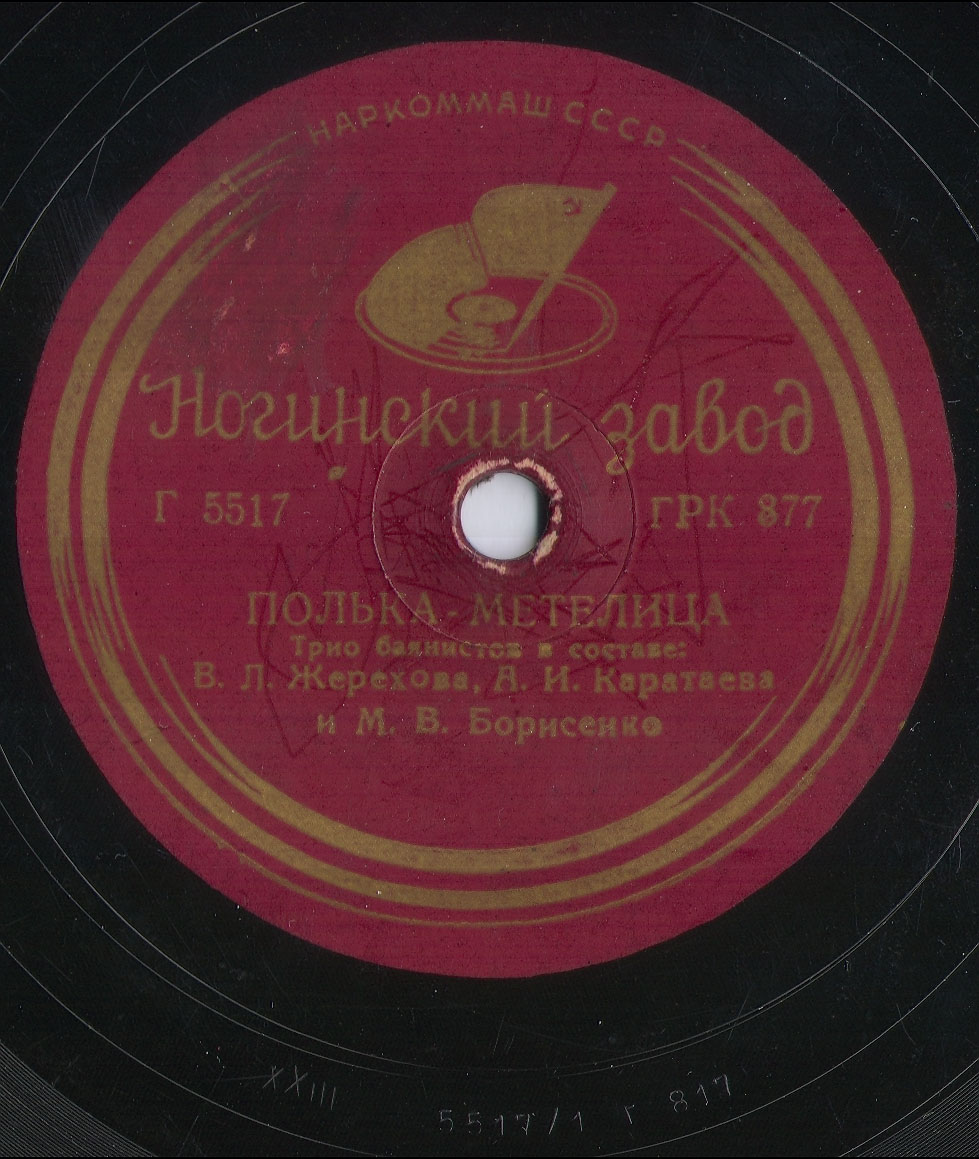 НАРКОММАШ СССР
Ногинский завод
Г 5517 ГРК 877
ПОЛЬКА-МЕТЕЛИЦА
Трио баянистов в составе:
В. Л. Жерехова, А. И. Каратаева
и М. В. Борисенко
XXIII
5517/1 г 817